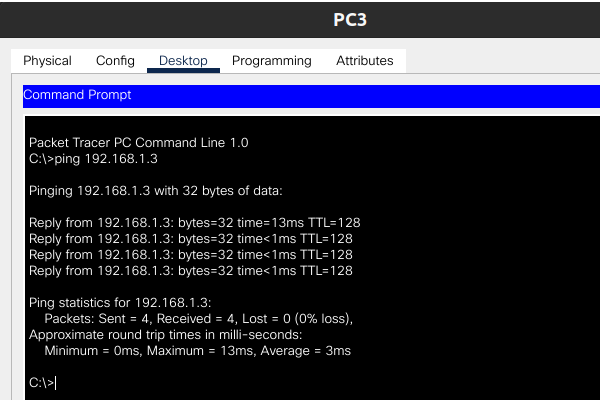 PC3
Physical Config Desktop Programming Attributes
Command Prompt
Packet Tracer PC Command Line 1.0
C:\>ping 192.168.1.3
Pinging 192.168.1.3 with 32 bytes of data:
Reply from 192.168.1.3: bytes=32 time=13ms TTL=128
Reply from 192.168.1.3: bytes=32 time<1ms TTL=128
Reply from 192.168.1.3: bytes=32 time<1ms TTL=128
Reply from 192.168.1.3: bytes=32 time<1ms TTL=128
Ping statistics for 192.168.1.3:
Packets: Sent = 4, Received = 4, Lost = 0 (0% loss),
Approximate round trip times in milli-seconds:
Minimum = 0ms, Maximum = 13ms, Average = 3ms
C:\>